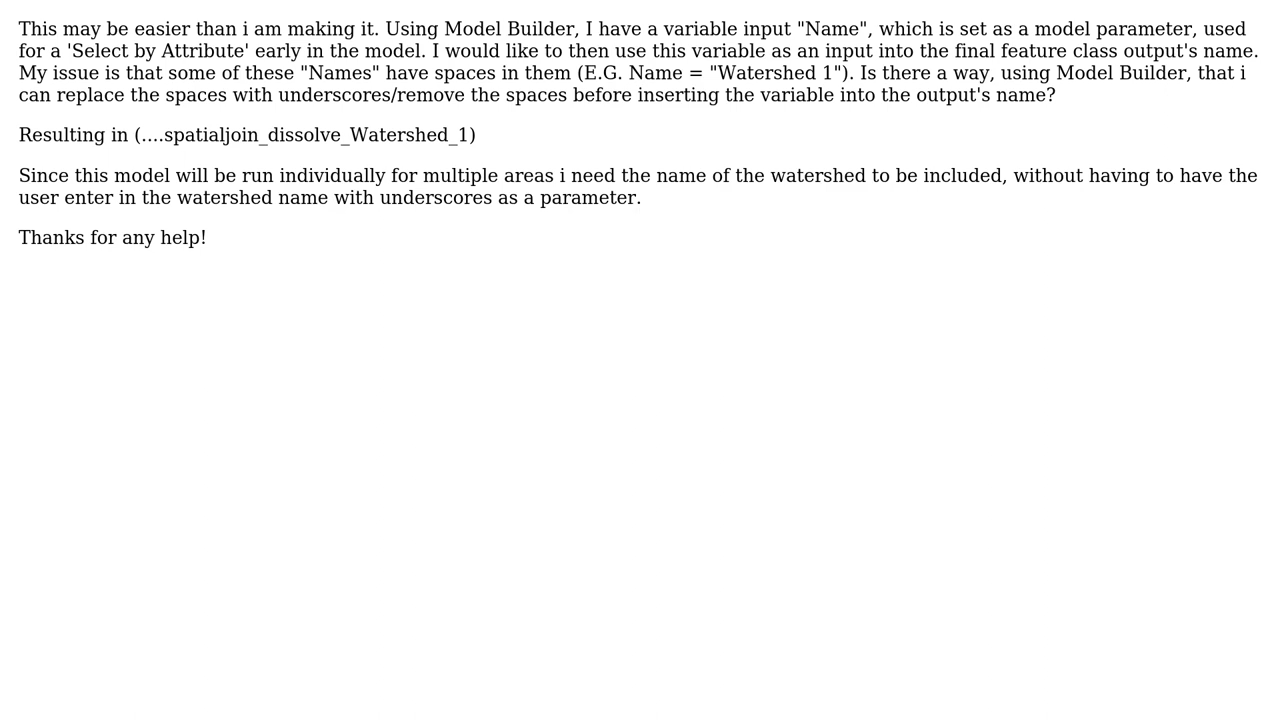 This may be easier than i am making it. Using Model Builder, I have a variable input "Name", which is set as a model parameter, used
for a 'Select by Attribute' early in the model. I would like to then use this variable as an input into the final feature class output's name.
My issue is that some of these "Names" have spaces in them (E.G. Name = "Watershed 1"). Is there a way, using Model Builder, that i
can replace the spaces with underscores/remove the spaces before inserting the variable into the output's name?
Resulting in (....spatialjoin_dissolve_Watershed_1)
Since this model will be run individually for multiple areas i need the name of the watershed to be included, without having to have the
user enter in the watershed name with underscores as a parameter.
Thanks for any help!